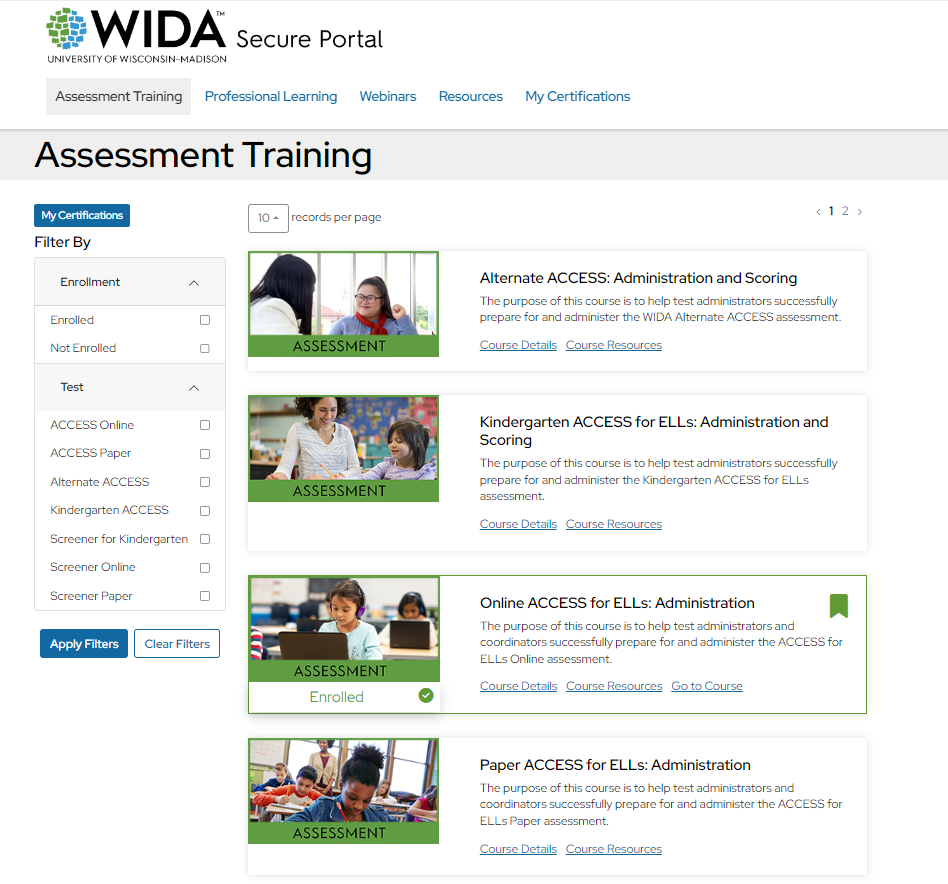 WIDA™ Secure Portal
UNIVERSITY OF WISCONSIN–MADISON
Assessment Training Professional Learning Webinars Resources My Certifications
Assessment Training
My Certifications
Filter By
Enrollment
Enrolled
Not Enrolled
Test
ACCESS Online
ACCESS Paper
Alternate ACCESS
Kindergarten ACCESS
Screener for Kindergarten
Screener Online
Screener Paper
Apply Filters Clear Filters
10 records per page
‹ 1 2 ›
ASSESSMENT
Alternate ACCESS: Administration and Scoring
The purpose of this course is to help test administrators successfully
prepare for and administer the WIDA Alternate ACCESS assessment.
Course Details Course Resources
ASSESSMENT
Kindergarten ACCESS for ELLs: Administration and
Scoring
The purpose of this course is to help test administrators successfully
prepare for and administer the Kindergarten ACCESS for ELLs
assessment.
Course Details Course Resources
ASSESSMENT
Enrolled
Online ACCESS for ELLs: Administration
The purpose of this course is to help test administrators and
coordinators successfully prepare for and administer the ACCESS for
ELLs Online assessment.
Course Details Course Resources Go to Course
ASSESSMENT
Paper ACCESS for ELLs: Administration
The purpose of this course is to help test administrators and
coordinators successfully prepare for and administer the ACCESS for
ELLs Paper assessment.
Course Details Course Resources